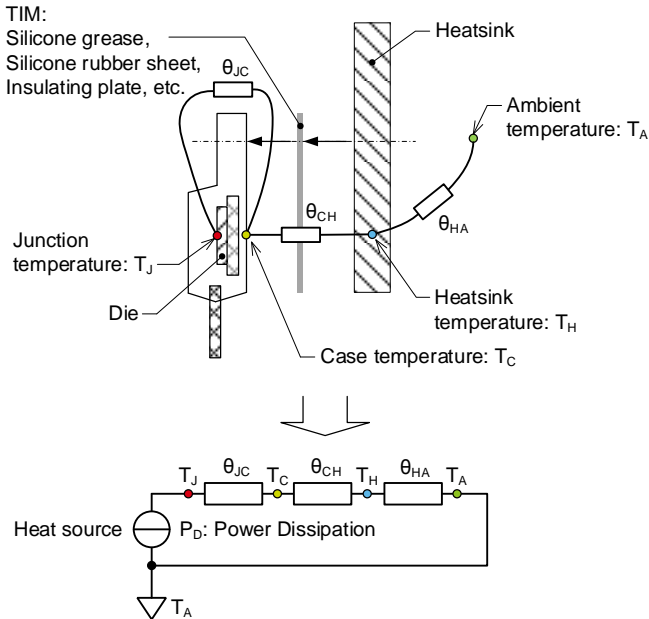 TIM:
Silicone grease,
Silicone rubber sheet,
Insulating plate, etc.
θJC
Heatsink
Ambient
temperature: TA
θCH
θHA
Junction
temperature: TJ
Die
Heatsink
temperature: TH
Case temperature: TC
TJ θJC TC θCH TH θHA TA
Heat source PD: Power Dissipation
TA